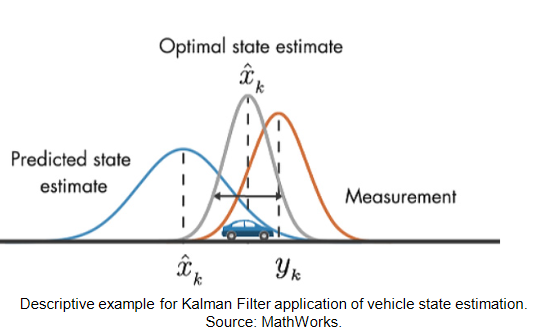 Optimal state estimate
x̂ₖ
Predicted state
estimate
Measurement
x̂ₖ
yₖ
Descriptive example for Kalman Filter application of vehicle state estimation.
Source: MathWorks.